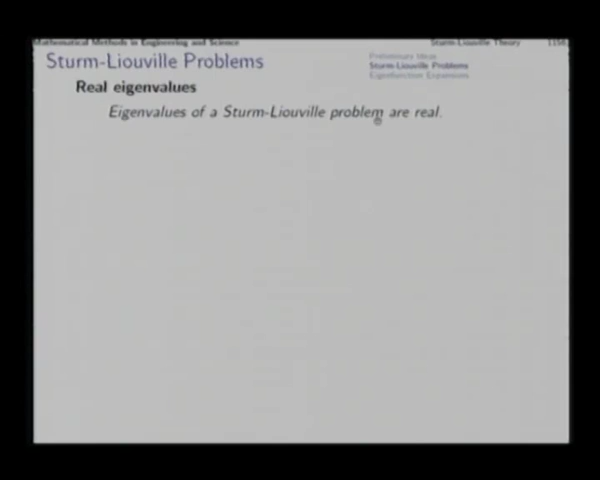 Mathematical Methods in Engineering and Science Sturm-Liouville Theory
Sturm-Liouville Problems
Preliminary Ideas
Sturm-Liouville Problems
Eigenfunction Expansions
Real eigenvalues
Eigenvalues of a Sturm-Liouville problem are real.